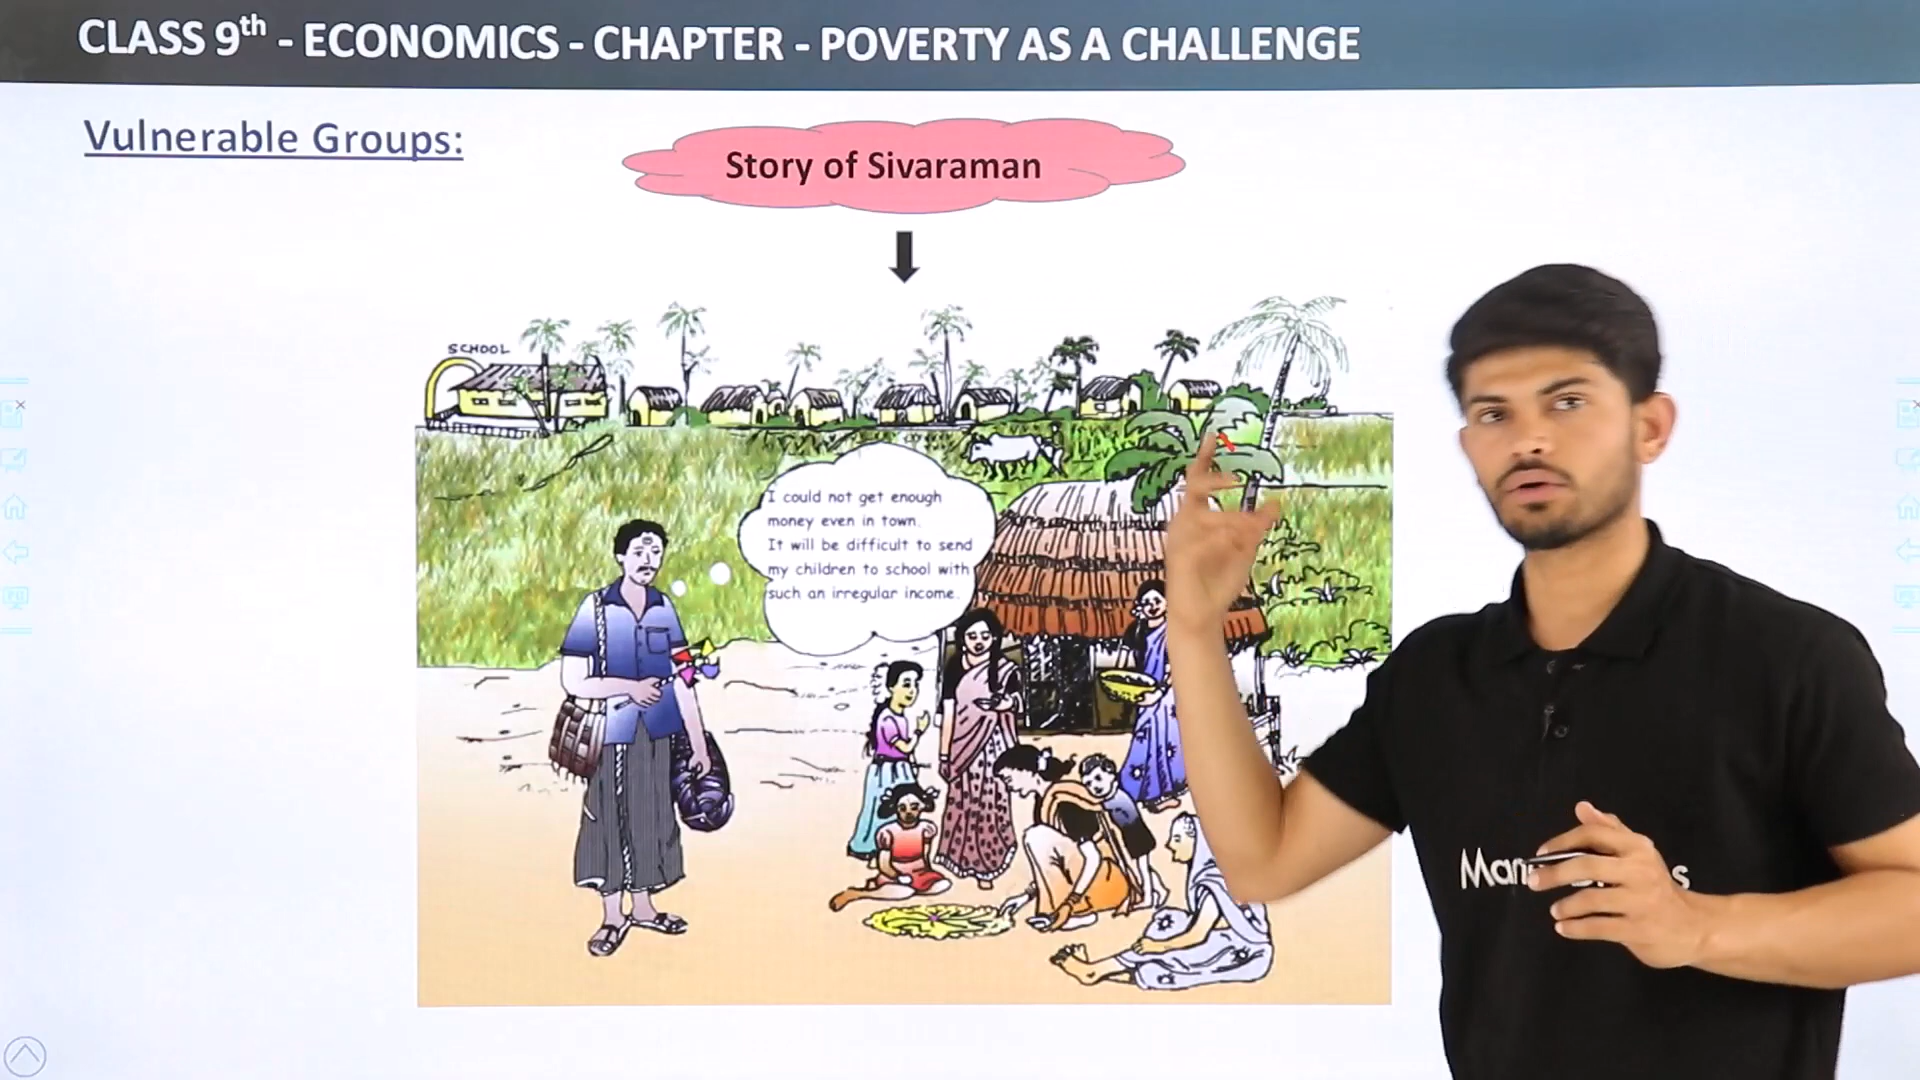 CLASS 9th - ECONOMICS - CHAPTER - POVERTY AS A CHALLENGE
Vulnerable Groups:
Story of Sivaraman
SCHOOL
I could not get enough
money even in town.
It will be difficult to send
my children to school with
such an irregular income.